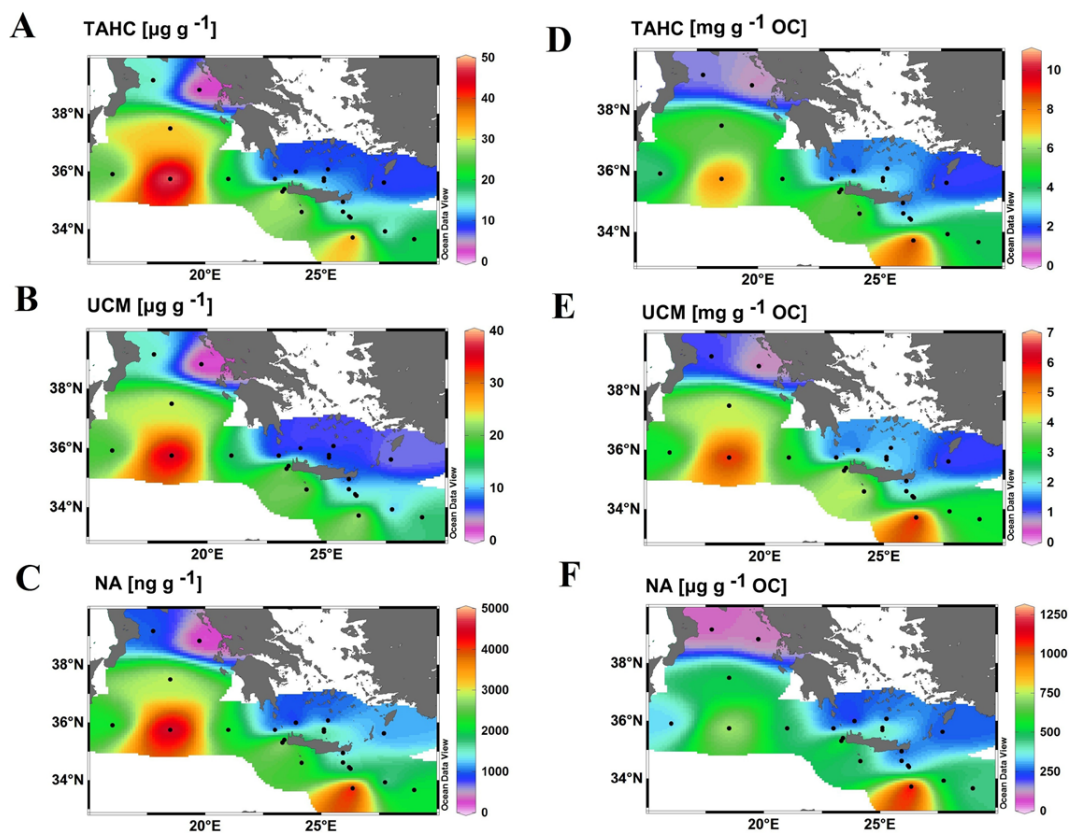 A
TAHC [µg g -1]
50
40
30
20
10
0
38°N
36°N
34°N
20°E
25°E
Ocean Data View
D
TAHC [mg g -1 OC]
10
8
6
4
2
0
38°N
36°N
34°N
20°E
25°E
Ocean Data View
B
UCM [µg g -1]
40
30
20
10
0
38°N
36°N
34°N
20°E
25°E
Ocean Data View
E
UCM [mg g -1 OC]
7
6
5
4
3
2
1
0
38°N
36°N
34°N
20°E
25°E
Ocean Data View
C
NA [ng g -1]
5000
4000
3000
2000
1000
0
38°N
36°N
34°N
20°E
25°E
Ocean Data View
F
NA [µg g -1 OC]
1250
1000
750
500
250
0
38°N
36°N
34°N
20°E
25°E
Ocean Data View